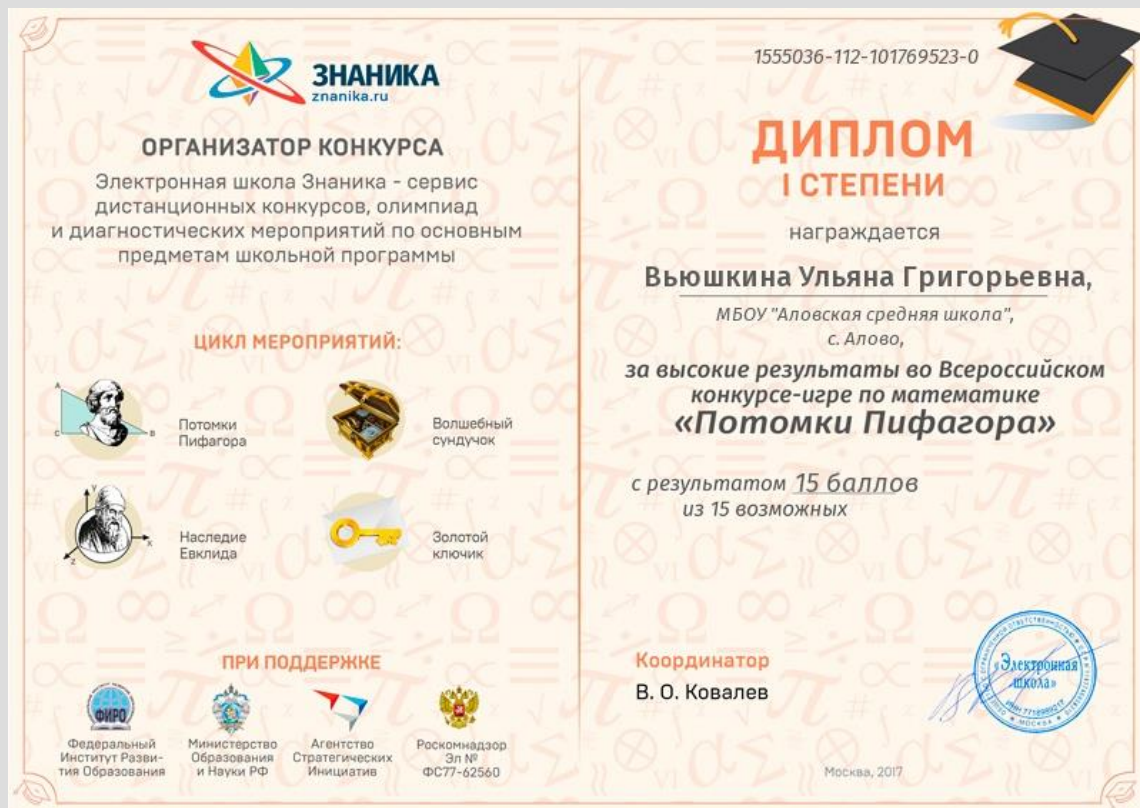 ЗНАНИКА
znanika.ru
ОРГАНИЗАТОР КОНКУРСА
Электронная школа Знаника - сервис
дистанционных конкурсов, олимпиад
и диагностических мероприятий по основным
предметам школьной программы
ЦИКЛ МЕРОПРИЯТИЙ:
A
C
B
Потомки
Пифагора
Волшебный
сундучок
Y
X
Z
Наследие
Евклида
Золотой
ключик
ПРИ ПОДДЕРЖКЕ
ФИРО
Федеральный
Институт Разви-
тия Образования
Министерство
Образования
и Науки РФ
Агентство
Стратегических
Инициатив
Роскомнадзор
Эл №
ФС77-62560
1555036-112-101769523-0
ДИПЛОМ
I СТЕПЕНИ
награждается
Вьюшкина Ульяна Григорьевна,
МБОУ "Аловская средняя школа",
с. Алово,
за высокие результаты во Всероссийском
конкурсе-игре по математике
«Потомки Пифагора»
с результатом 15 баллов
из 15 возможных
Координатор
В. О. Ковалев
«Электронная
школа»
МОСКВА
Москва, 2017